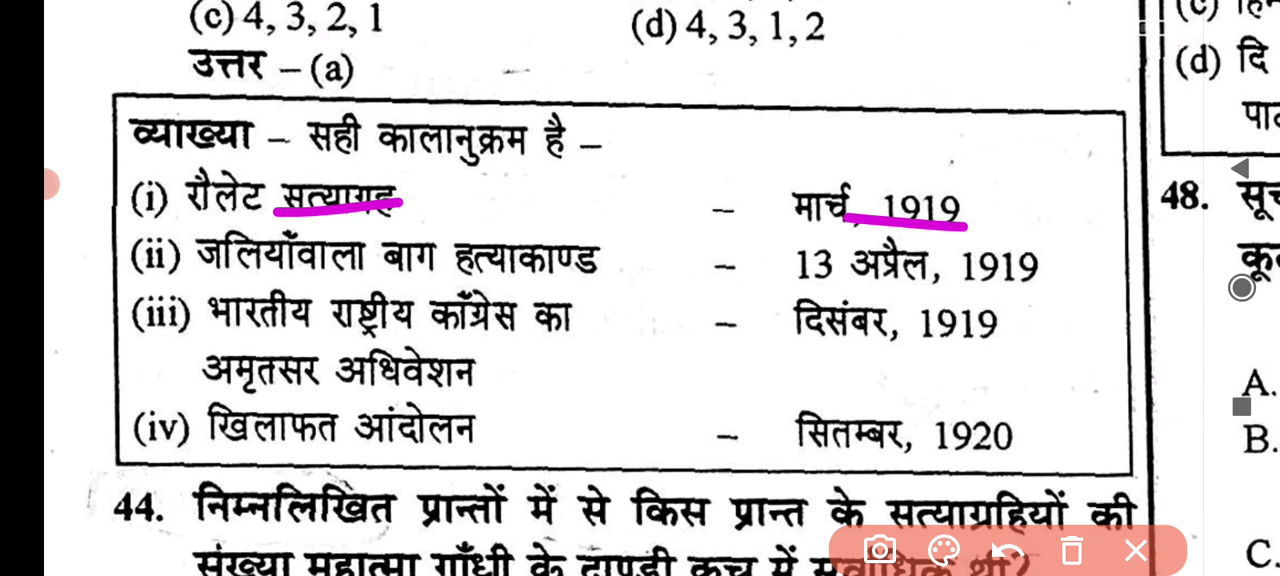 (c) 4, 3, 2, 1 (d) 4, 3, 1, 2
उत्तर – (a)
व्याख्या – सही कालानुक्रम है –
(i) रौलेट सत्याग्रह – मार्च, 1919
(ii) जलियाँवाला बाग हत्याकाण्ड – 13 अप्रैल, 1919
(iii) भारतीय राष्ट्रीय काँग्रेस का – दिसंबर, 1919
अमृतसर अधिवेशन
(iv) खिलाफत आंदोलन – सितम्बर, 1920
44. निम्नलिखित प्रान्तों में से किस प्रान्त के सत्याग्रहियों की
संख्या महात्मा गाँधी के दाण्डी कूच में सर्वाधिक थी?
(d) दि
48.
A.
B.
C.